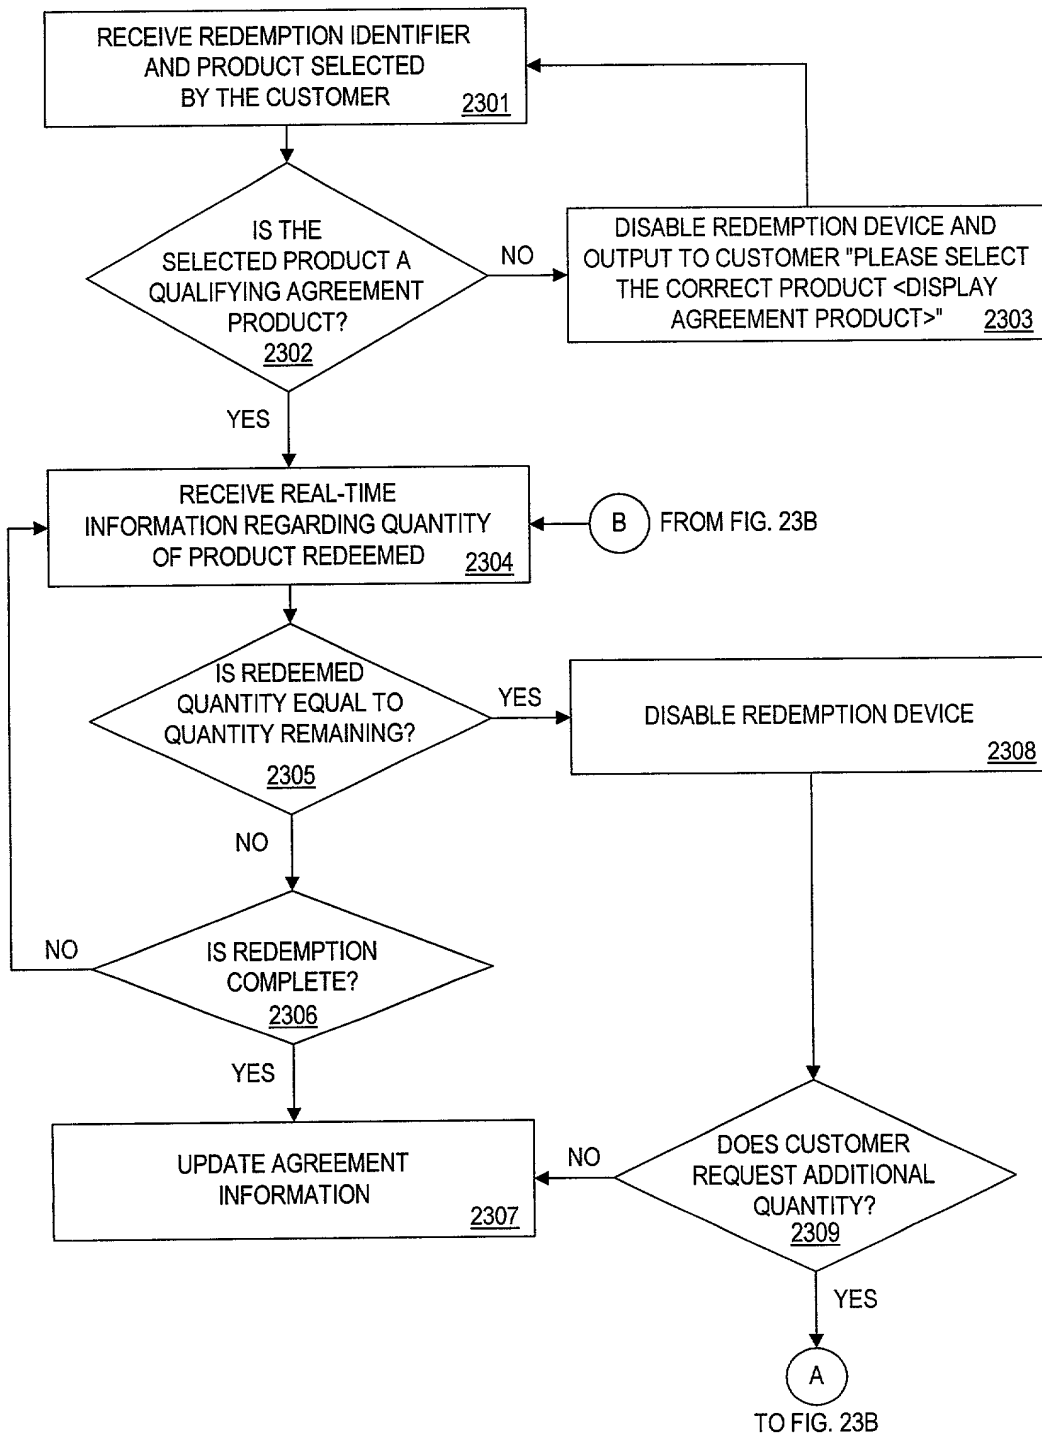 RECEIVE REDEMPTION IDENTIFIER
AND PRODUCT SELECTED
BY THE CUSTOMER
2301
IS THE
SELECTED PRODUCT A
QUALIFYING AGREEMENT
PRODUCT?
2302
NO
DISABLE REDEMPTION DEVICE AND
OUTPUT TO CUSTOMER "PLEASE SELECT
THE CORRECT PRODUCT <DISPLAY
AGREEMENT PRODUCT>"
2303
YES
RECEIVE REAL-TIME
INFORMATION REGARDING QUANTITY
OF PRODUCT REDEEMED
2304
B
FROM FIG. 23B
IS REDEEMED
QUANTITY EQUAL TO
QUANTITY REMAINING?
2305
YES
DISABLE REDEMPTION DEVICE
2308
NO
NO
IS REDEMPTION
COMPLETE?
2306
YES
UPDATE AGREEMENT
INFORMATION
2307
NO
DOES CUSTOMER
REQUEST ADDITIONAL
QUANTITY?
2309
YES
A
TO FIG. 23B